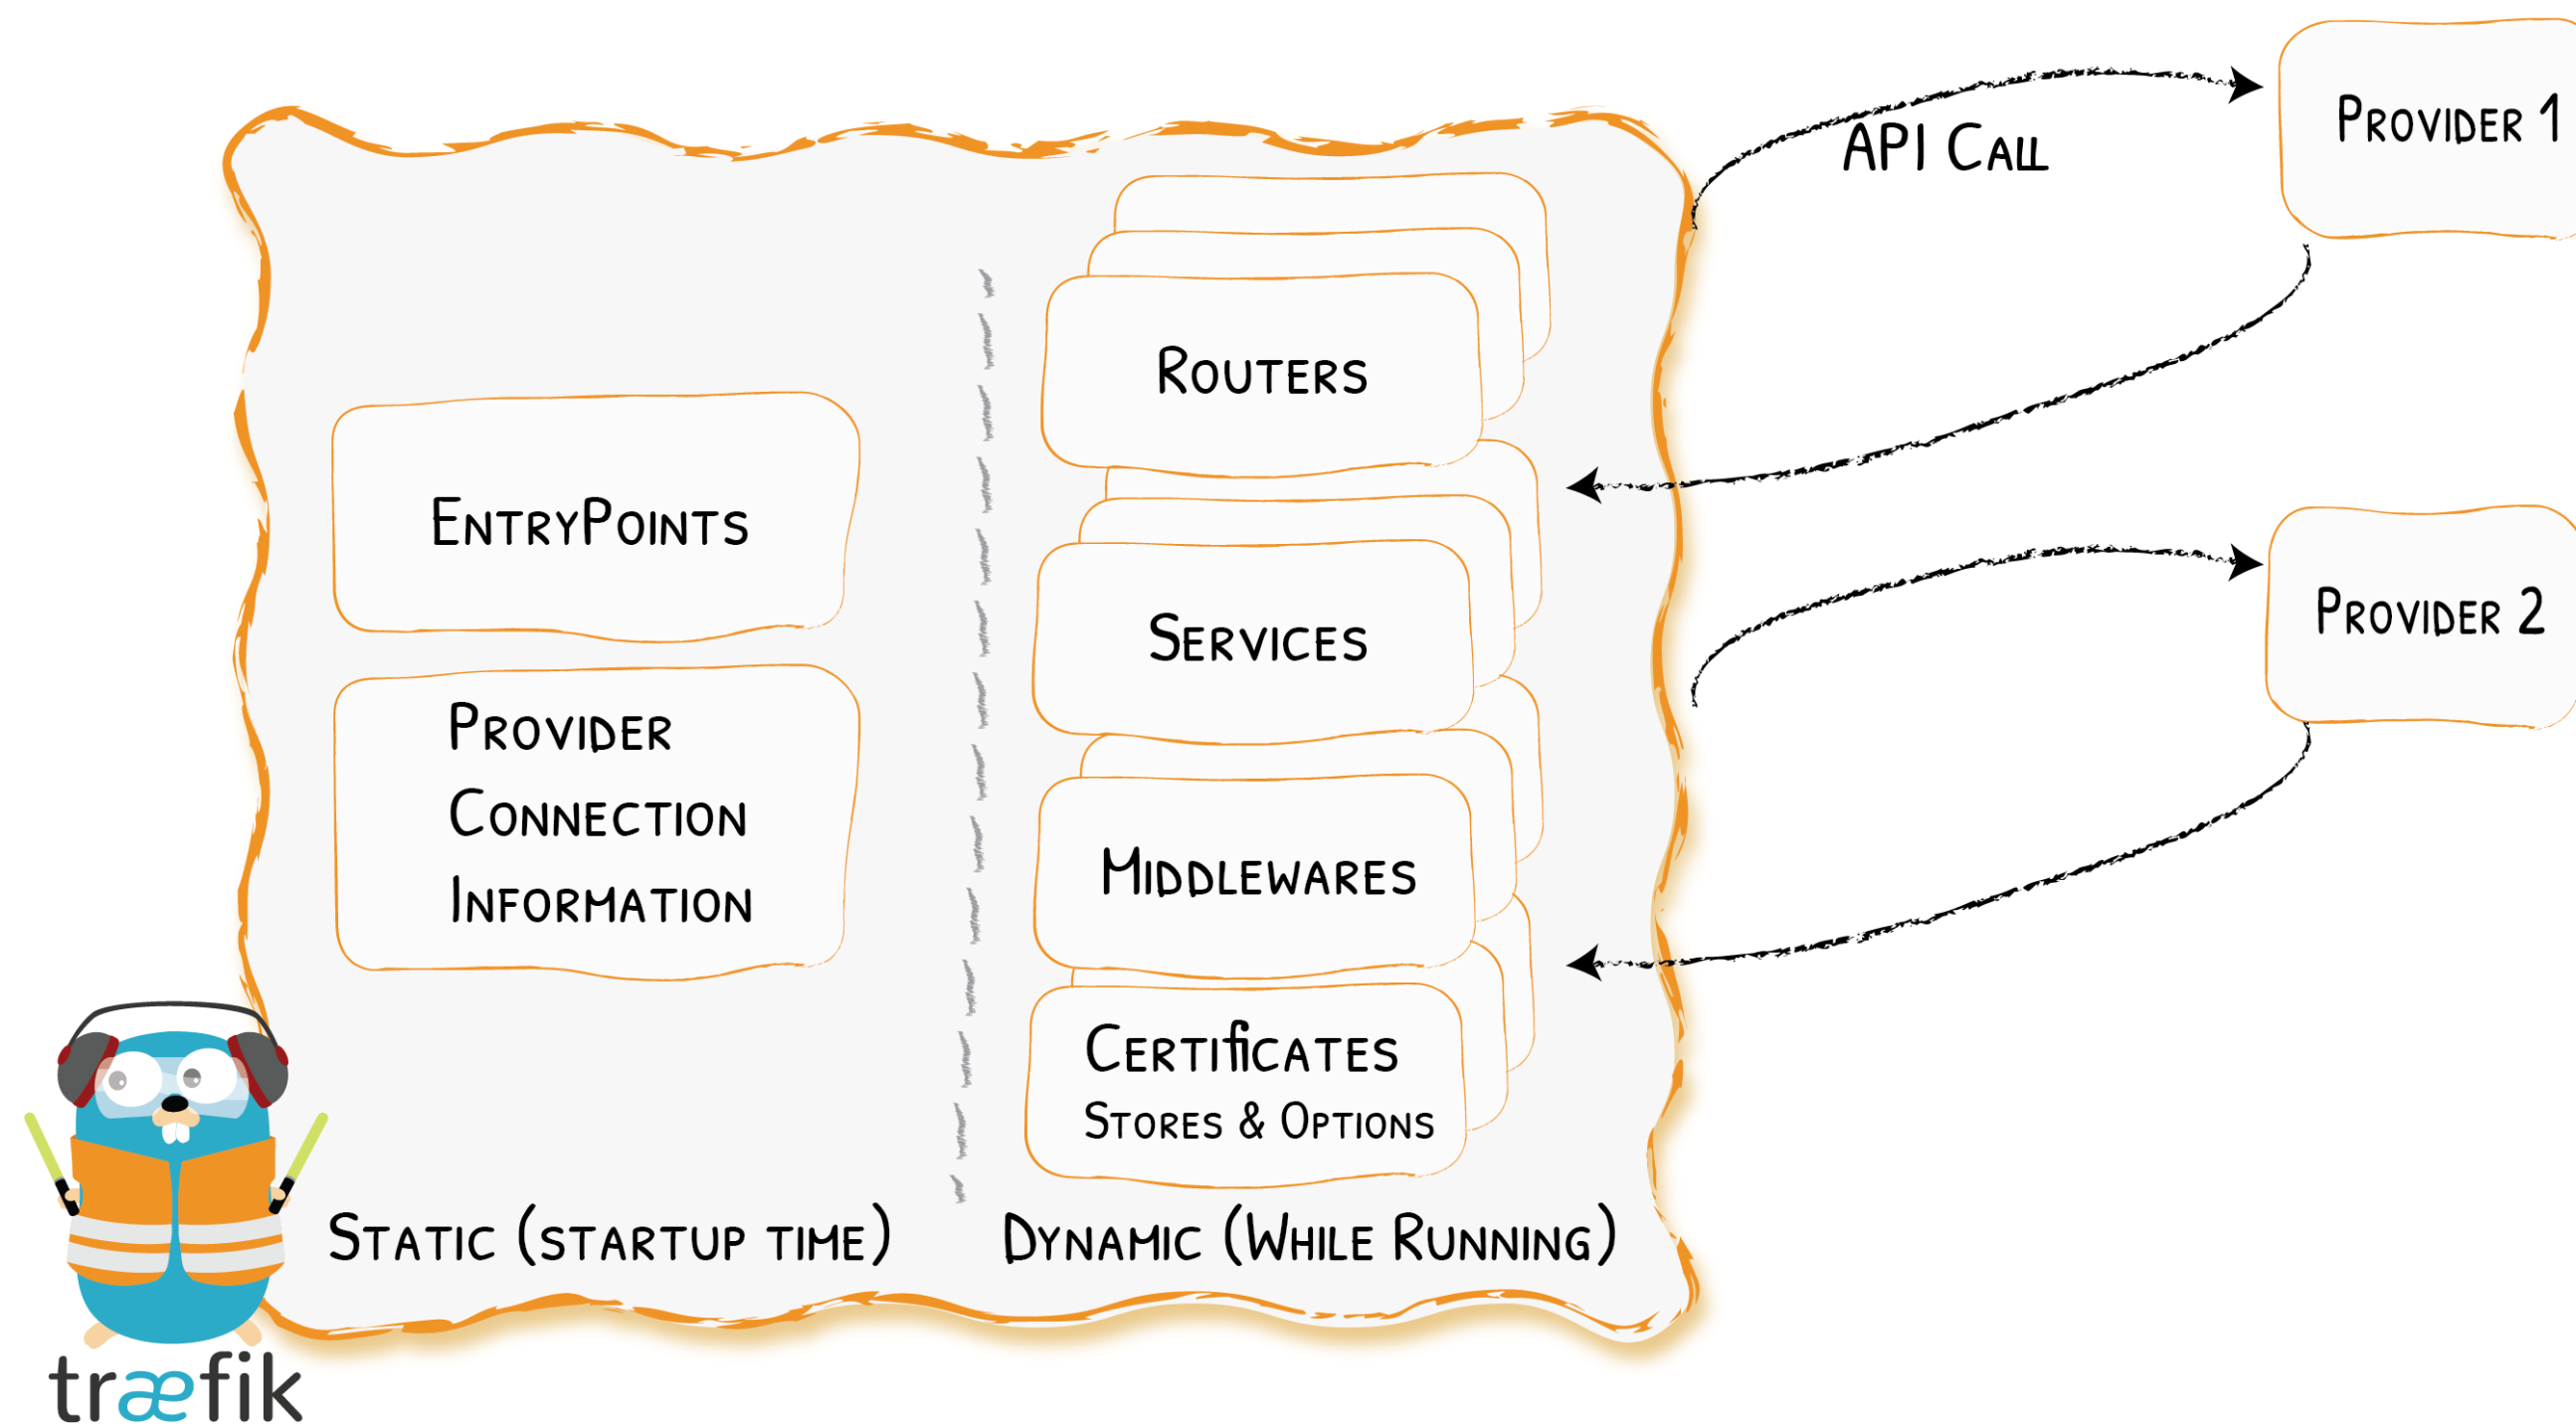 API Call
Provider 1
Routers
EntryPoints
Services
Provider 2
Provider
Connection
Information
Middlewares
Certificates
Stores & Options
Static (startup time)
Dynamic (While Running)
træfik